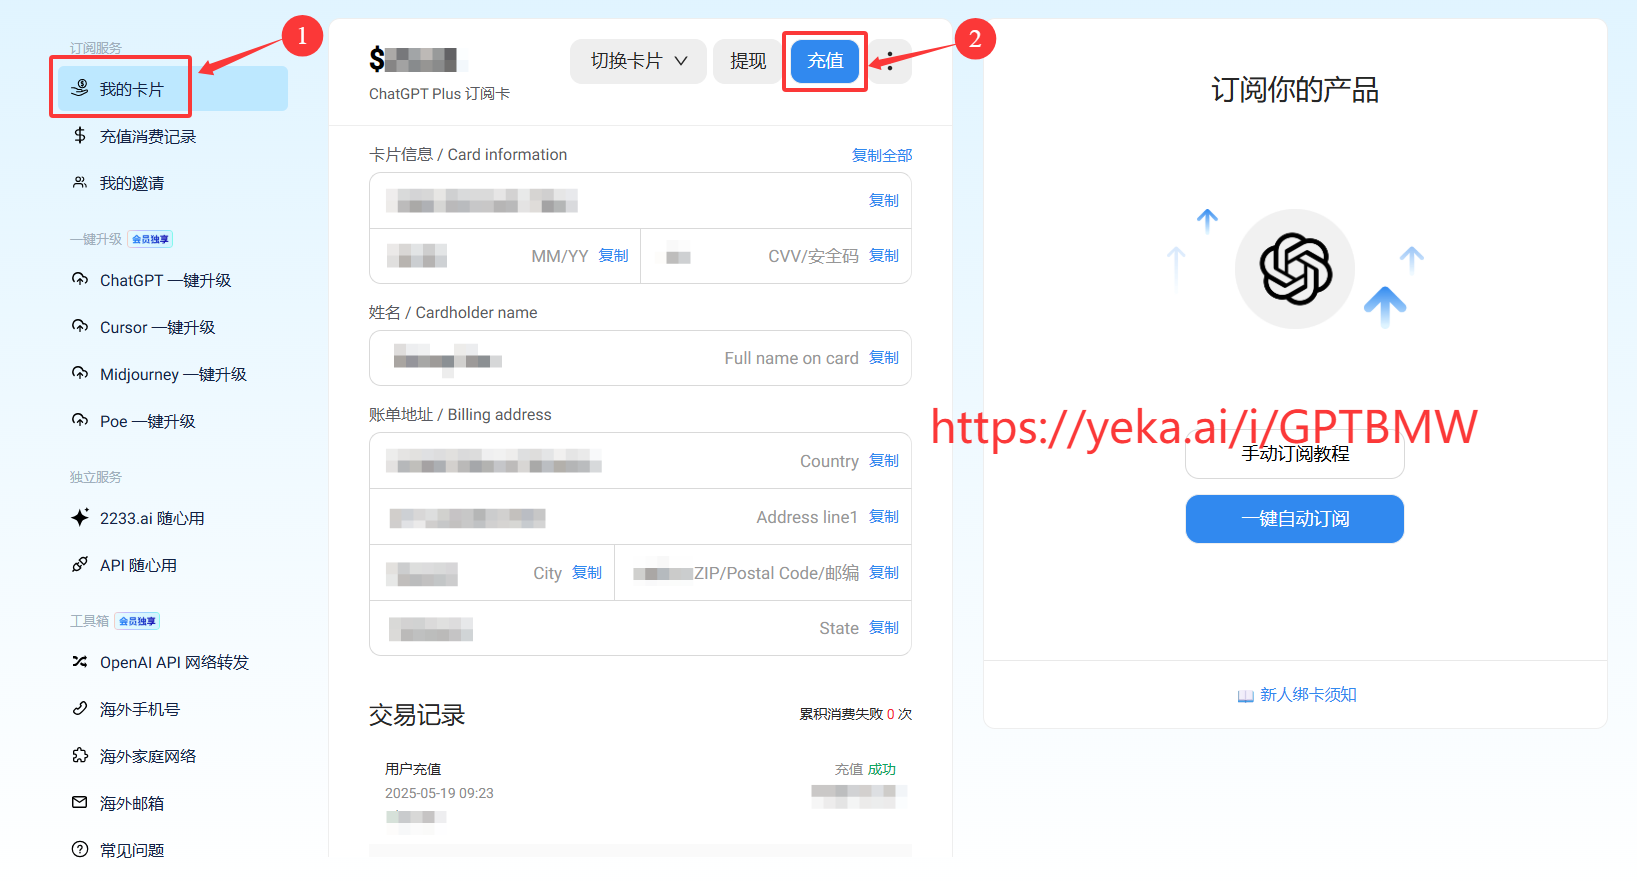 订阅服务
我的卡片
充值消费记录
我的邀请
一键升级 会员独享
ChatGPT 一键升级
Cursor 一键升级
Midjourney 一键升级
Poe 一键升级
独立服务
2233.ai 随心用
API 随心用
工具箱 会员独享
OpenAI API 网络转发
海外手机号
海外家庭网络
海外邮箱
常见问题
1
2
$
切换卡片
提现
充值
ChatGPT Plus 订阅卡
卡片信息 / Card information
复制全部
复制
MM/YY 复制
CVV/安全码 复制
姓名 / Cardholder name
Full name on card 复制
账单地址 / Billing address
Country 复制
Address line1 复制
City 复制
ZIP/Postal Code/邮编 复制
State 复制
交易记录
累积消费失败 0 次
用户充值
充值 成功
2025-05-19 09:23
订阅你的产品
https://yeka.ai/i/GPTBMW
手动订阅教程
一键自动订阅
新人绑卡须知